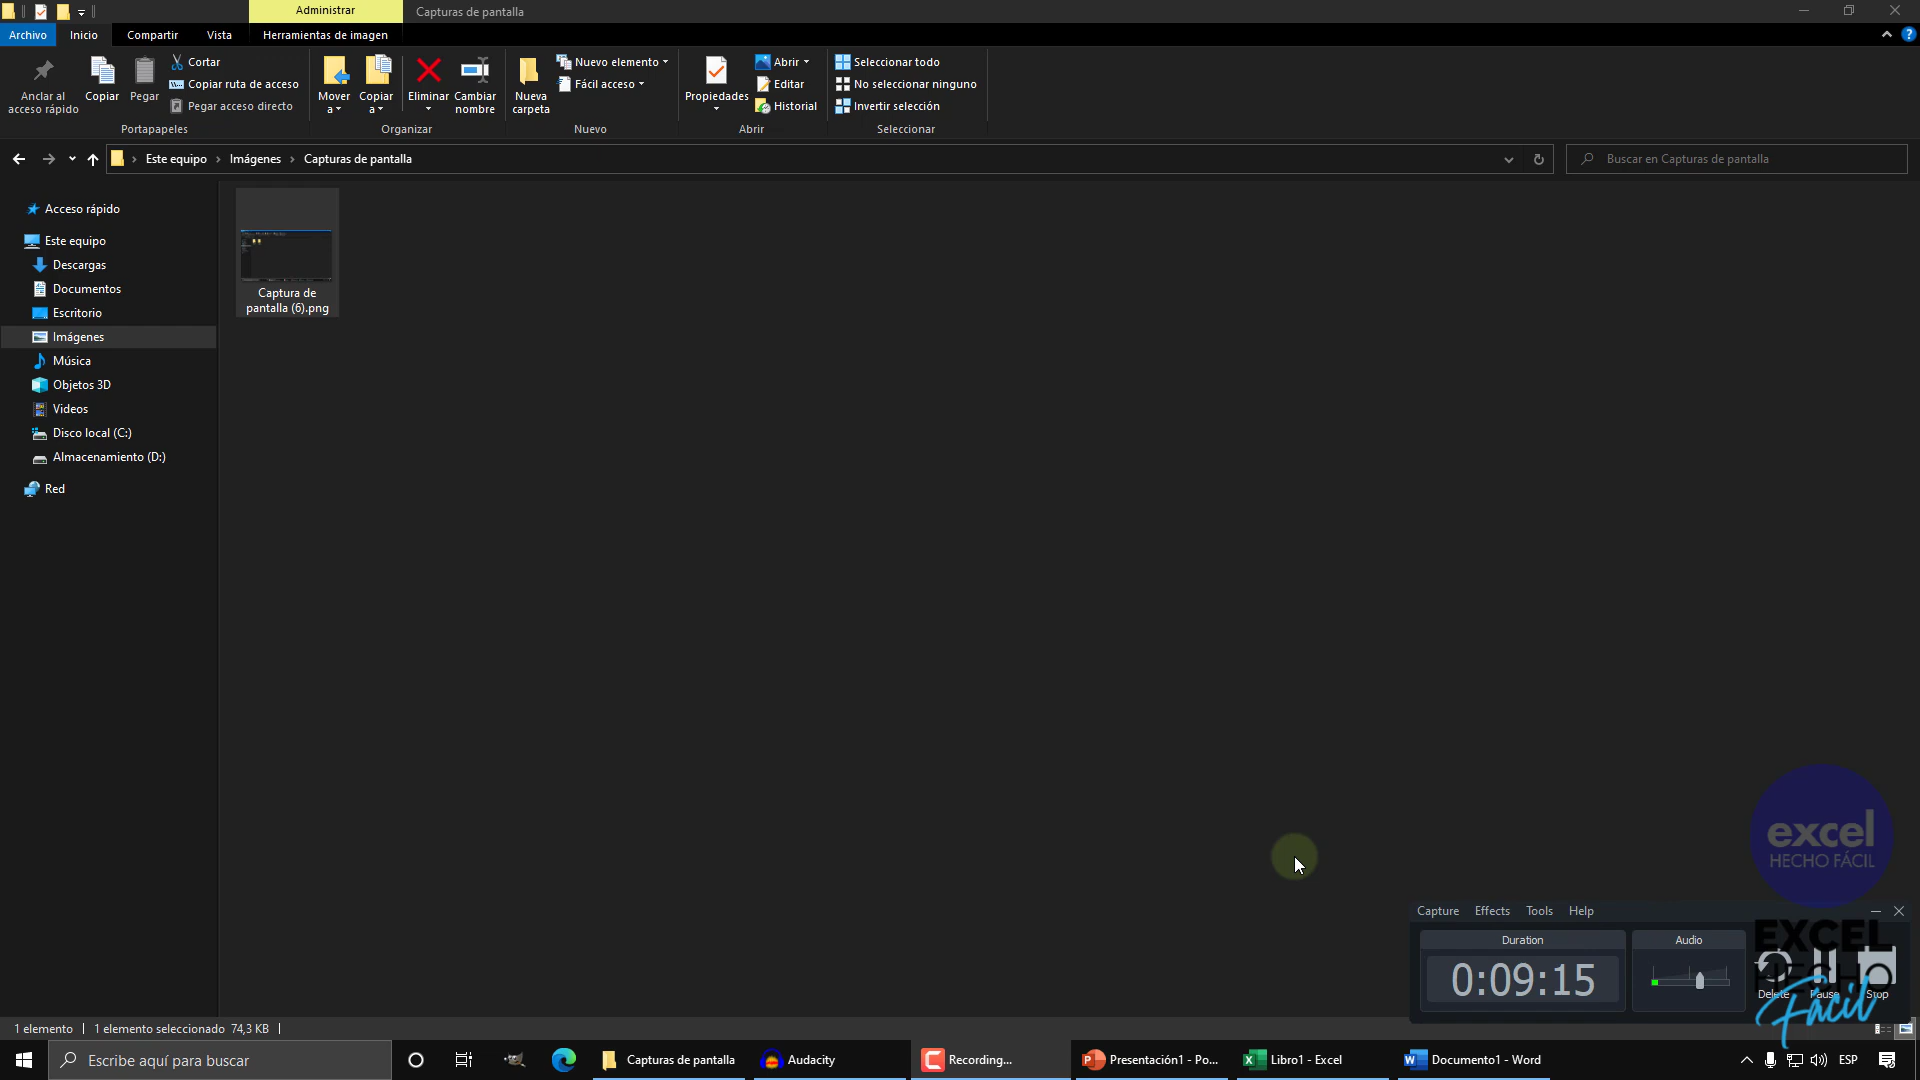 Administrar
Capturas de pantalla
Archivo
Inicio
Compartir
Vista
Herramientas de imagen
Anclar al
acceso rápido
Copiar
Pegar
Cortar
Copiar ruta de acceso
Pegar acceso directo
Portapapeles
Mover
a
Copiar
a
Eliminar
Cambiar
nombre
Organizar
Nueva
carpeta
Nuevo elemento
Fácil acceso
Nuevo
Propiedades
Abrir
Editar
Historial
Abrir
Seleccionar todo
No seleccionar ninguno
Invertir selección
Seleccionar
Este equipo
Imágenes
Capturas de pantalla
Buscar en Capturas de pantalla
Acceso rápido
Este equipo
Descargas
Documentos
Escritorio
Imágenes
Música
Objetos 3D
Videos
Disco local (C:)
Almacenamiento (D:)
Red
Captura de
pantalla (6).png
excel
HECHO FÁCIL
Capture Effects Tools Help
Duration
0:09:15
Audio
Delete
Pause
Stop
EXCEL
HECHO
Fácil
1 elemento
1 elemento seleccionado 74,3 KB
Escribe aquí para buscar
Capturas de pantalla
Audacity
Recording...
Presentación1 - Po...
Libro1 - Excel
Documento1 - Word
ESP